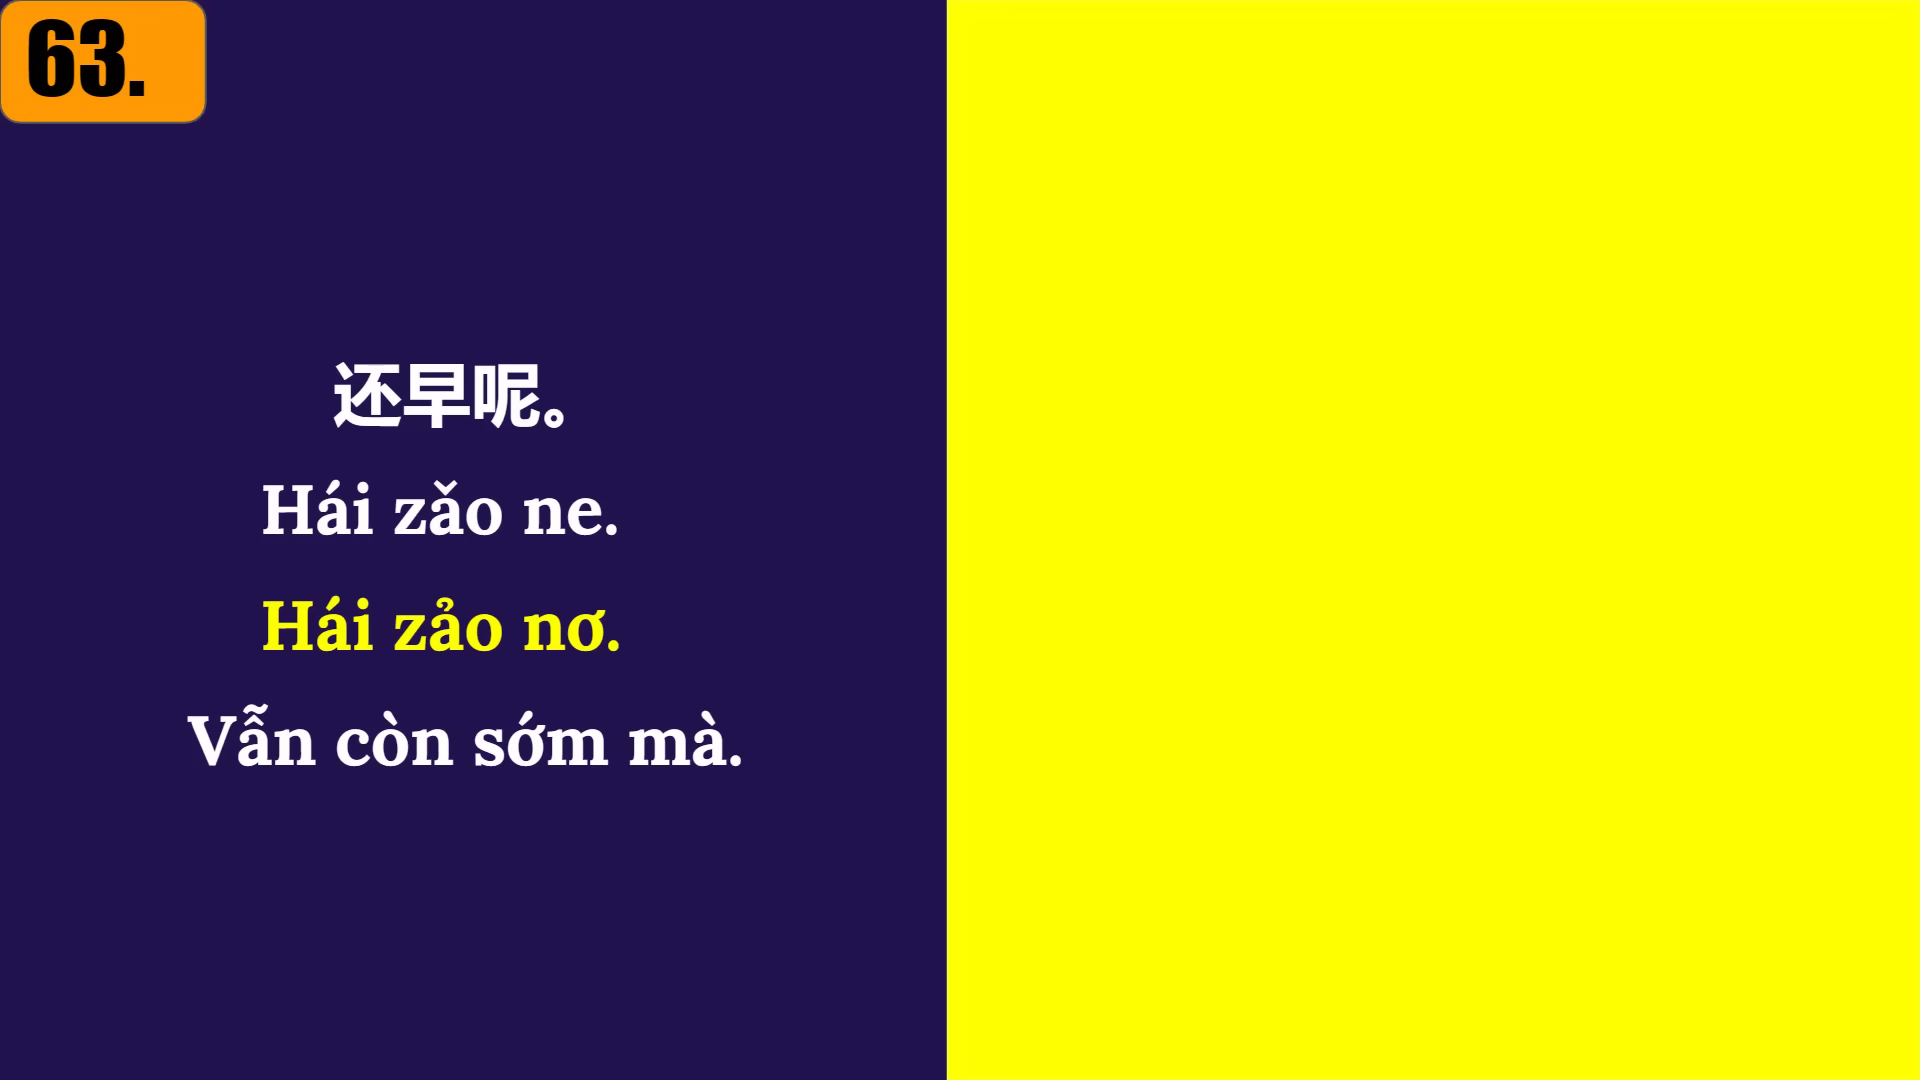 63.
还早呢。
Hái zǎo ne.
Hái zảo nơ.
Vẫn còn sớm mà.